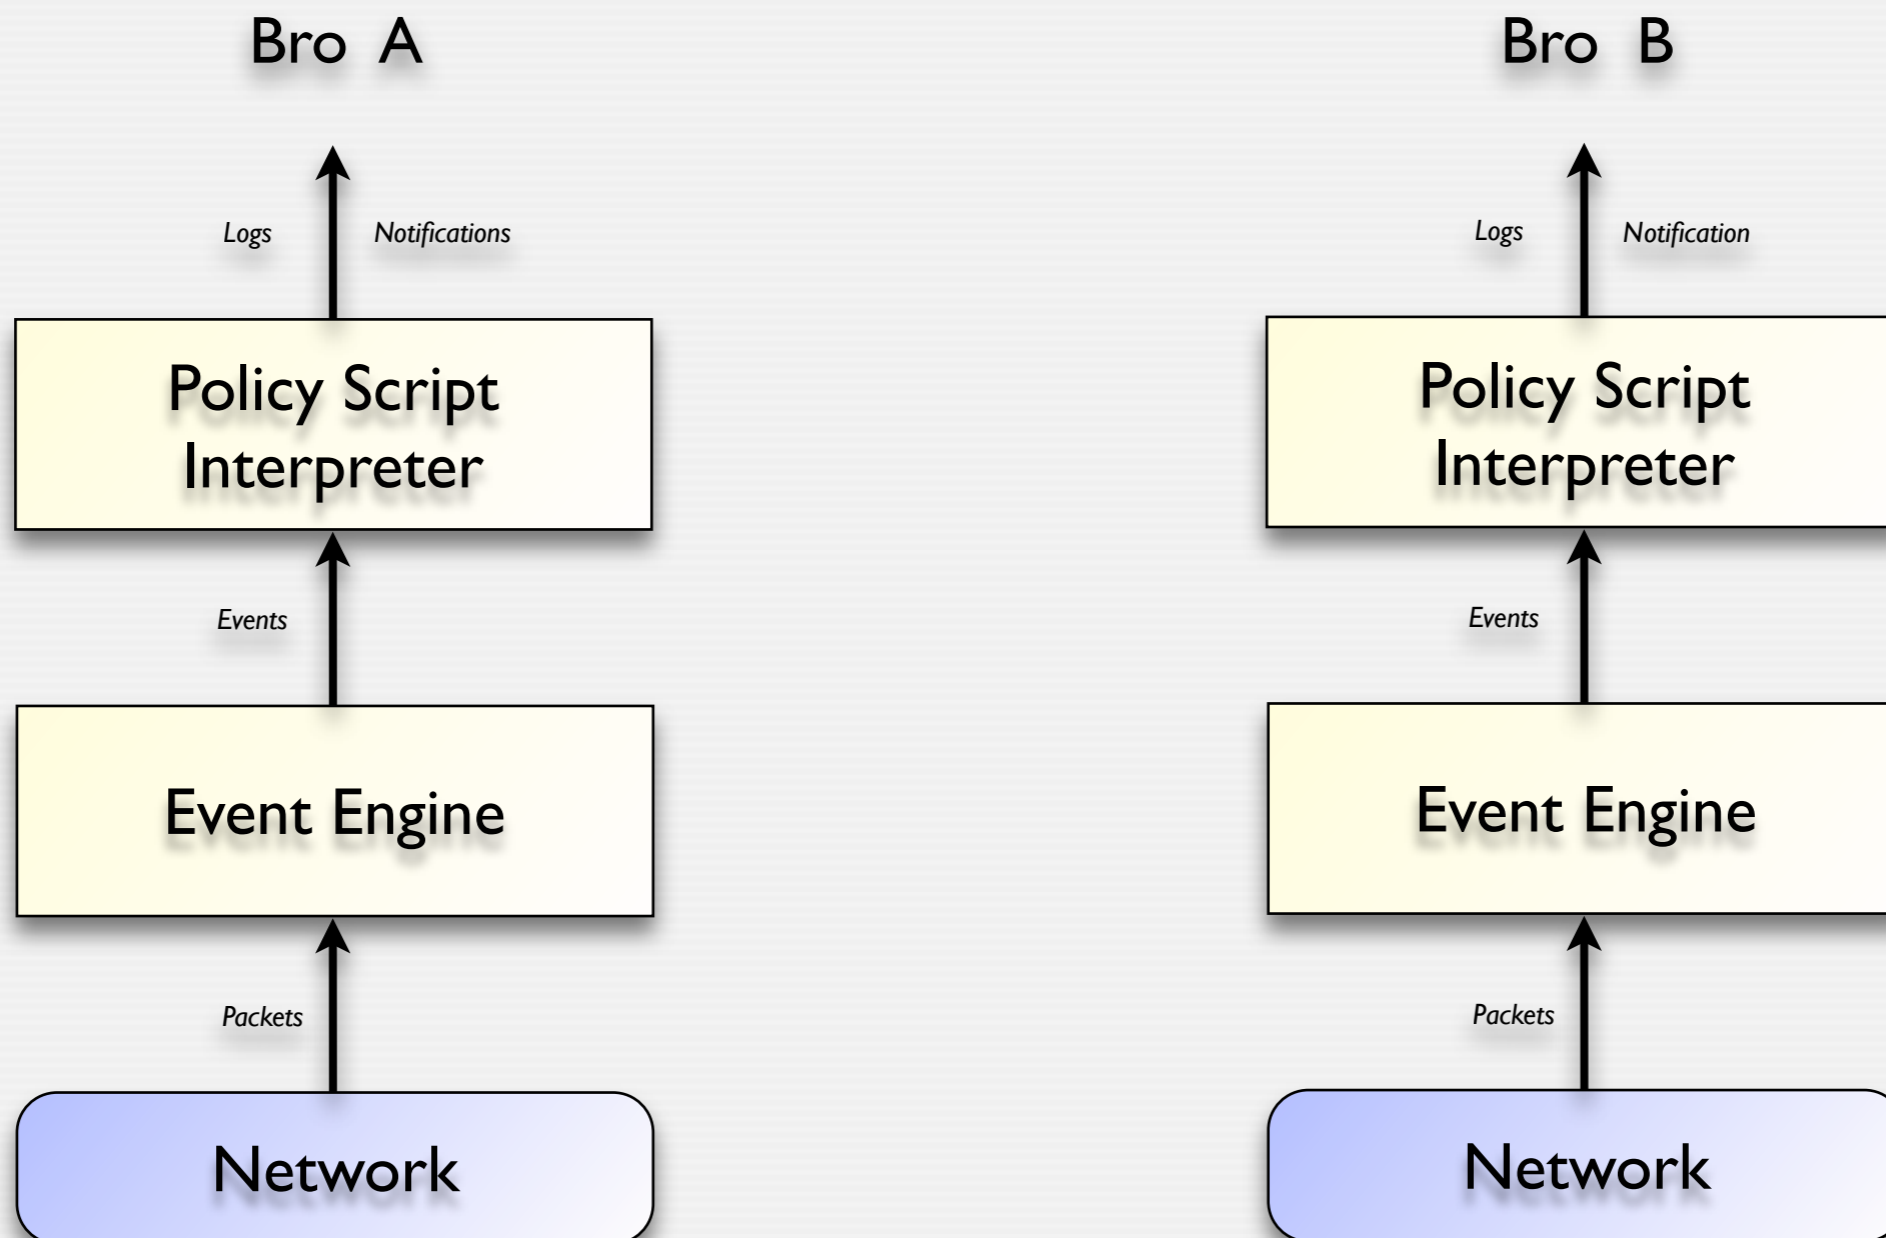 Bro A
Logs
Notifications
Policy Script
Interpreter
Events
Event Engine
Packets
Network
Bro B
Logs
Notification
Policy Script
Interpreter
Events
Event Engine
Packets
Network